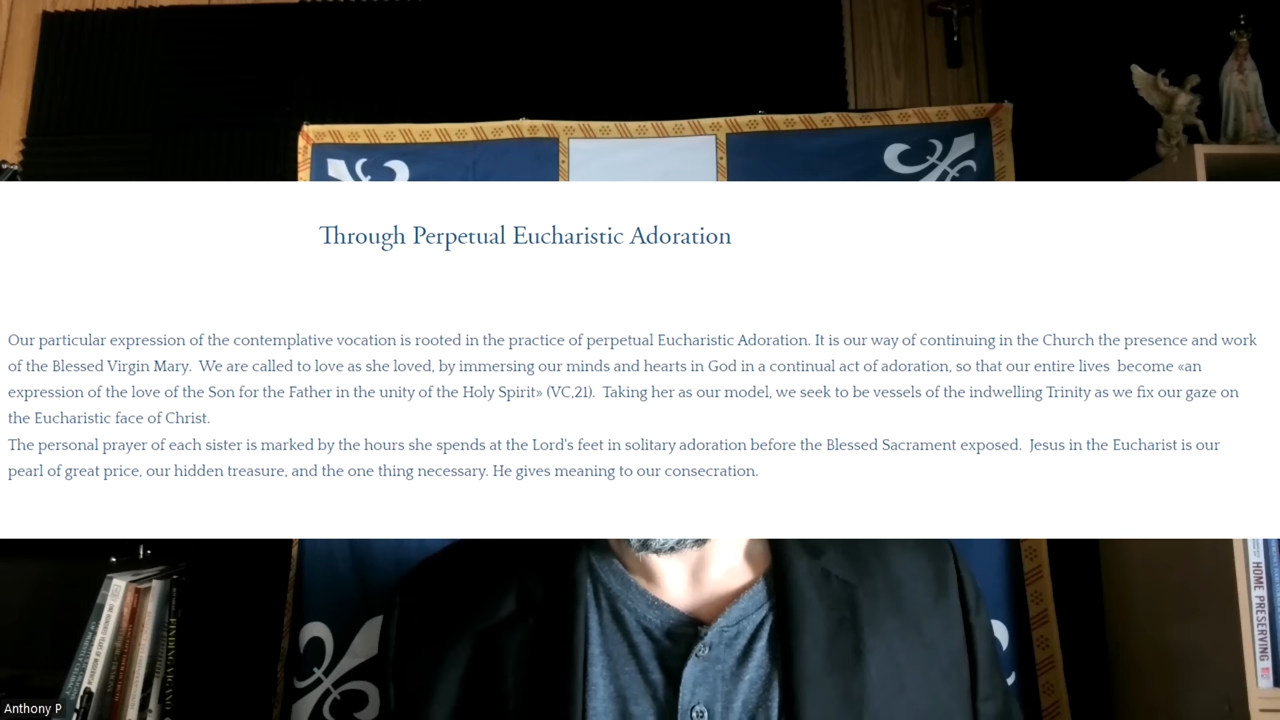 Through Perpetual Eucharistic Adoration
Our particular expression of the contemplative vocation is rooted in the practice of perpetual Eucharistic Adoration. It is our way of continuing in the Church the presence and work
of the Blessed Virgin Mary.  We are called to love as she loved, by immersing our minds and hearts in God in a continual act of adoration, so that our entire lives  become «an
expression of the love of the Son for the Father in the unity of the Holy Spirit» (VC,21).  Taking her as our model, we seek to be vessels of the indwelling Trinity as we fix our gaze on
the Eucharistic face of Christ.
The personal prayer of each sister is marked by the hours she spends at the Lord's feet in solitary adoration before the Blessed Sacrament exposed.  Jesus in the Eucharist is our
pearl of great price, our hidden treasure, and the one thing necessary. He gives meaning to our consecration.
HOME PRESERVING
Anthony P